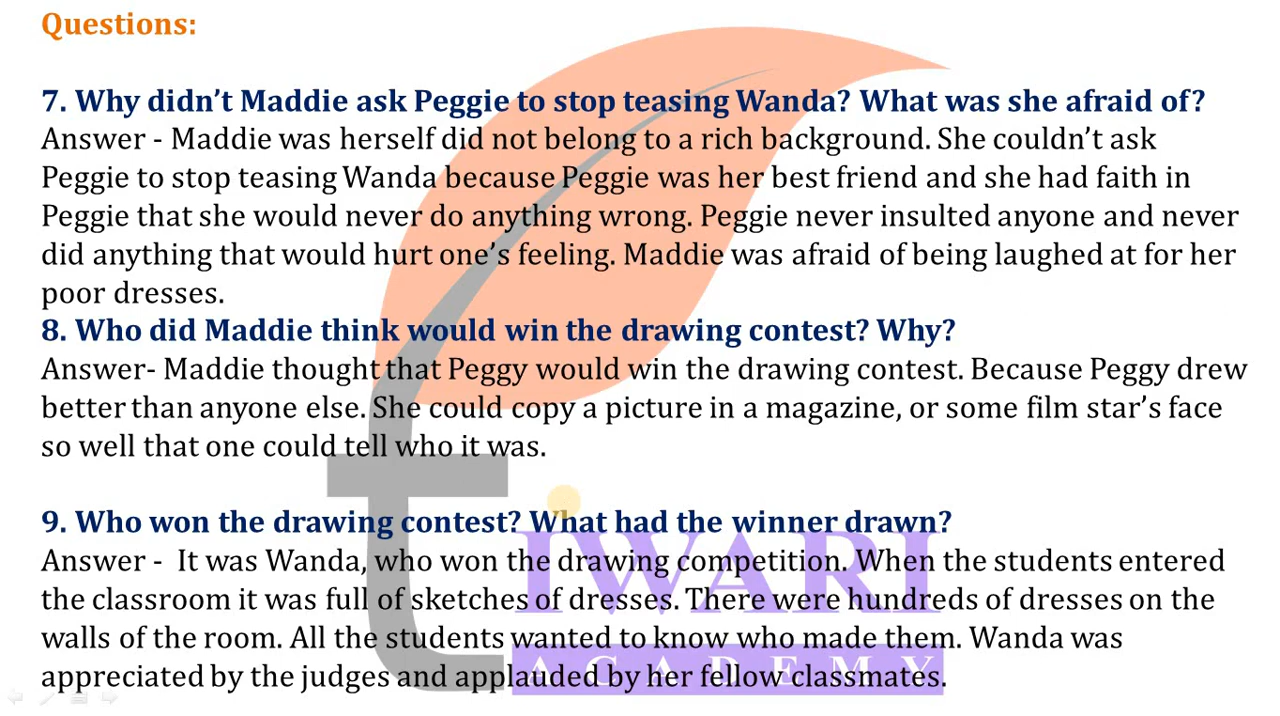 Questions:
7. Why didn’t Maddie ask Peggie to stop teasing Wanda? What was she afraid of?
Answer - Maddie was herself did not belong to a rich background. She couldn’t ask
Peggie to stop teasing Wanda because Peggie was her best friend and she had faith in
Peggie that she would never do anything wrong. Peggie never insulted anyone and never
did anything that would hurt one’s feeling. Maddie was afraid of being laughed at for her
poor dresses.
8. Who did Maddie think would win the drawing contest? Why?
Answer- Maddie thought that Peggy would win the drawing contest. Because Peggy drew
better than anyone else. She could copy a picture in a magazine, or some film star’s face
so well that one could tell who it was.
9. Who won the drawing contest? What had the winner drawn?
Answer -  It was Wanda, who won the drawing competition. When the students entered
the classroom it was full of sketches of dresses. There were hundreds of dresses on the
walls of the room. All the students wanted to know who made them. Wanda was
appreciated by the judges and applauded by her fellow classmates.
tIWARI
ACADEMY